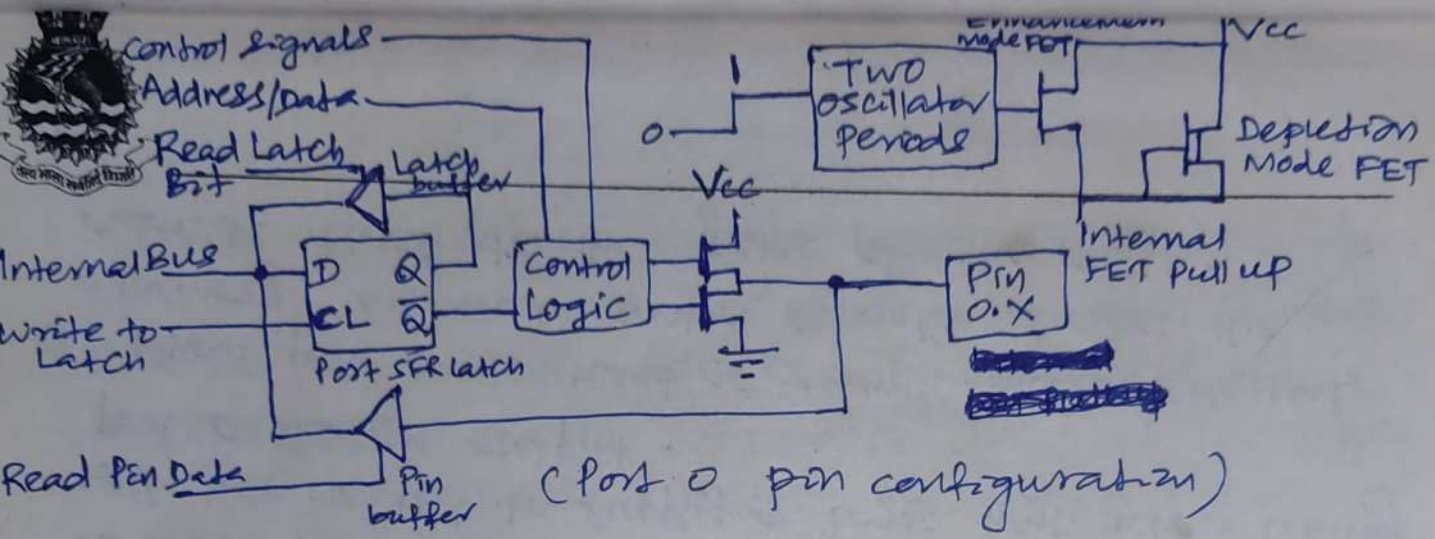 Control Signals
Address/Data
Read Latch
Bit
Latch
buffer
Internal Bus
Write to
Latch
D Q
CL Q̅
Port SFR Latch
Control
Logic
Vcc
Pin
0.X
Read Pin Data
Pin
buffer
(Port 0 pin configuration)
0
1
Two
oscillator
Periods
Enhancement
Mode FET
Vcc
Depletion
Mode FET
Internal
FET Pull up